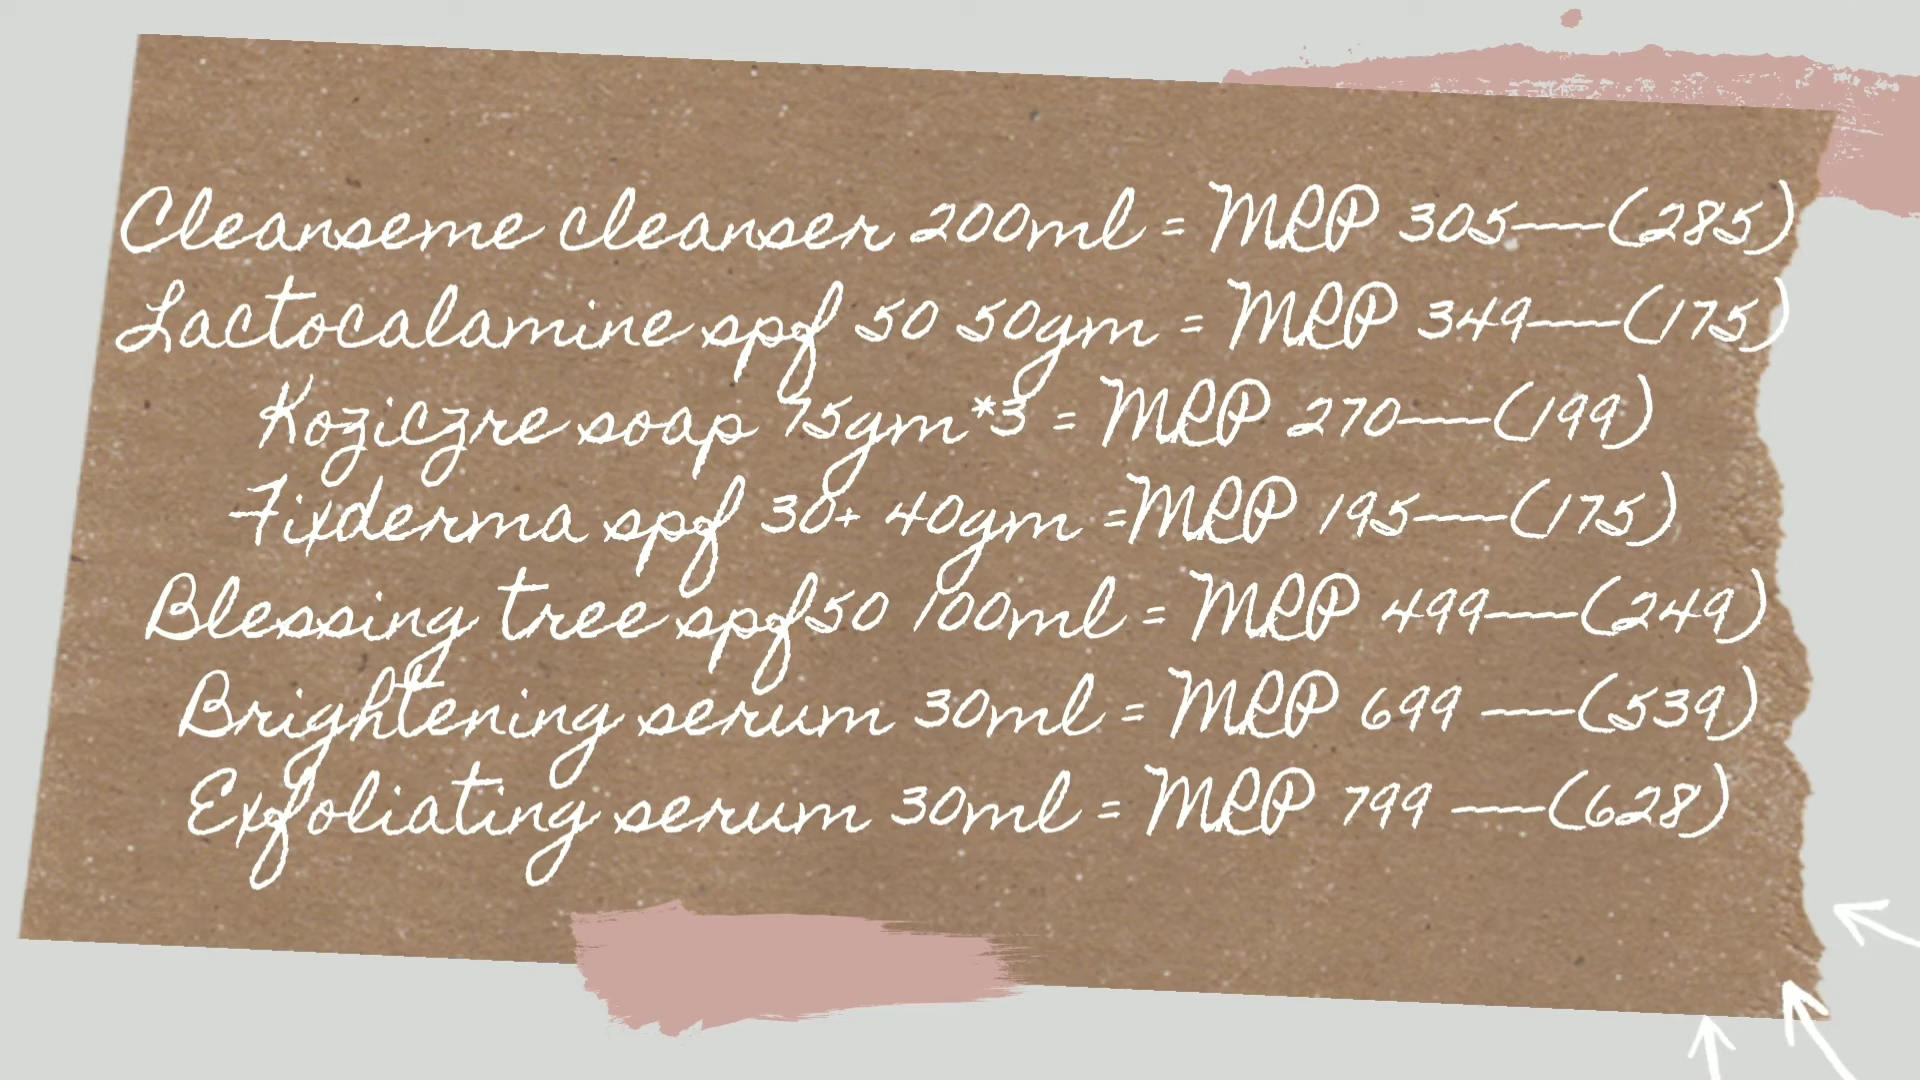 Cleanseme cleanser 200ml = MRP 305—(285)
Lactocalamine spf 50 50gm = MRP 349—(175)
Koziczre soap 75gm*3 = MRP 270—(199)
Fixderma spf 30+ 40gm =MRP 195—(175)
Blessing tree spf50 100ml = MRP 499—(249)
Brightening serum 30ml = MRP 699 —(539)
Exfoliating serum 30ml = MRP 799 —(628)